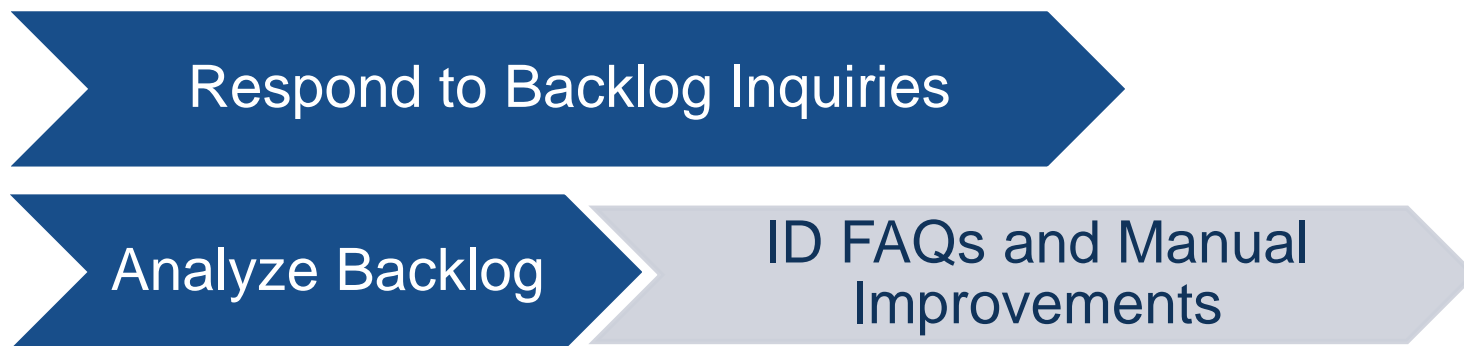 Respond to Backlog Inquiries
Analyze Backlog
ID FAQs and Manual
Improvements